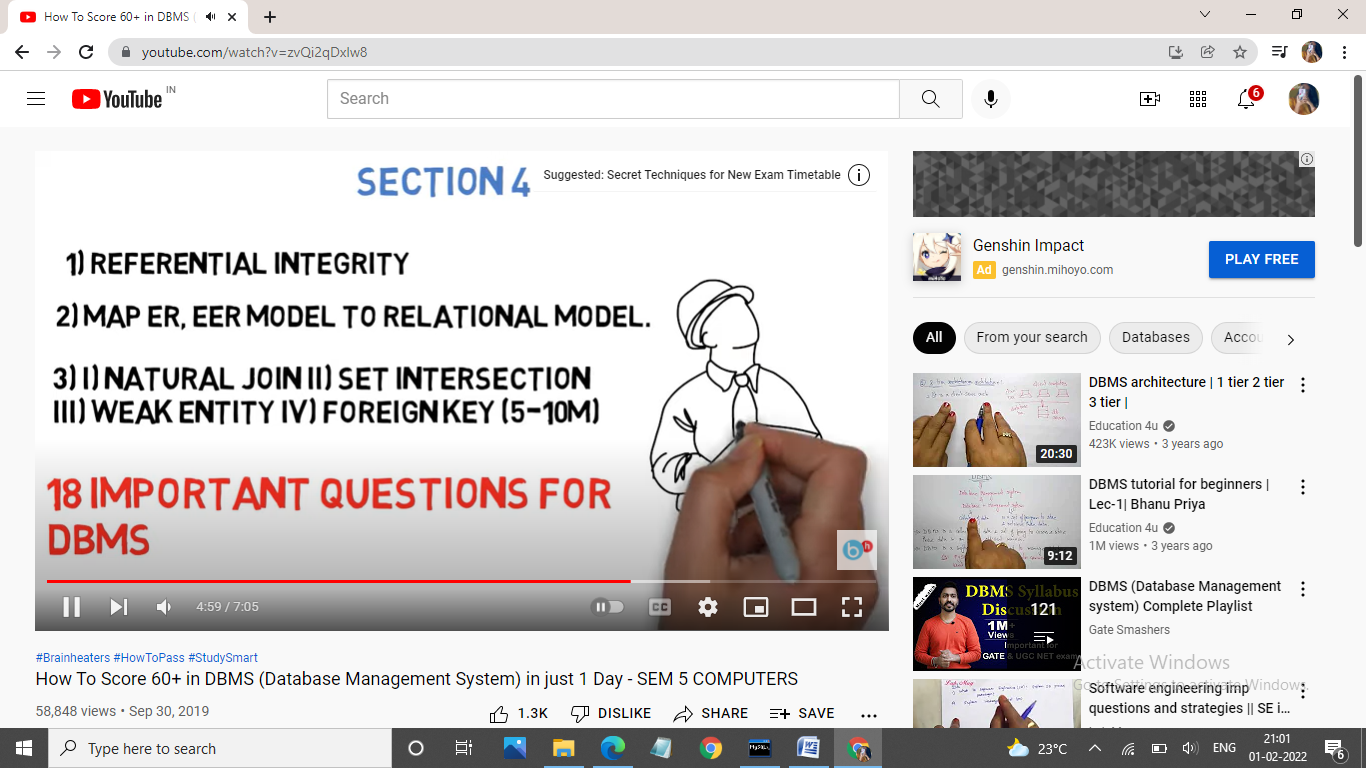 How To Score 60+ in DBMS (
youtube.com/watch?v=zvQi2qDxIw8
YouTube IN
Search
6
SECTION 4
Suggested: Secret Techniques for New Exam Timetable
1) REFERENTIAL INTEGRITY
2) MAP ER, EER MODEL TO RELATIONAL MODEL.
3) I) NATURAL JOIN II) SET INTERSECTION
III) WEAK ENTITY IV) FOREIGN KEY (5-10M)
18 IMPORTANT QUESTIONS FOR
DBMS
b h
4:59 / 7:05
CC
#Brainheaters #HowToPass #StudySmart
How To Score 60+ in DBMS (Database Management System) in just 1 Day - SEM 5 COMPUTERS
58,848 views • Sep 30, 2019
1.3K DISLIKE SHARE SAVE
Genshin Impact
Ad genshin.mihoyo.com
PLAY FREE
All From your search Databases Accou
20:30
DBMS architecture | 1 tier 2 tier
3 tier |
Education 4u
423K views • 3 years ago
9:12
DBMS tutorial for beginners |
Lec-1| Bhanu Priya
Education 4u
1M views • 3 years ago
DBMS Syllabus
Discussion
121
1M+
Views
GATE & UGC NET exam
DBMS (Database Management
system) Complete Playlist
Gate Smashers
Activate Windows
Go to Settings to activate Windows.
Software engineering imp
questions and strategies || SE i...
Type here to search
MySQL
23°C
ENG
21:01
01-02-2022
6